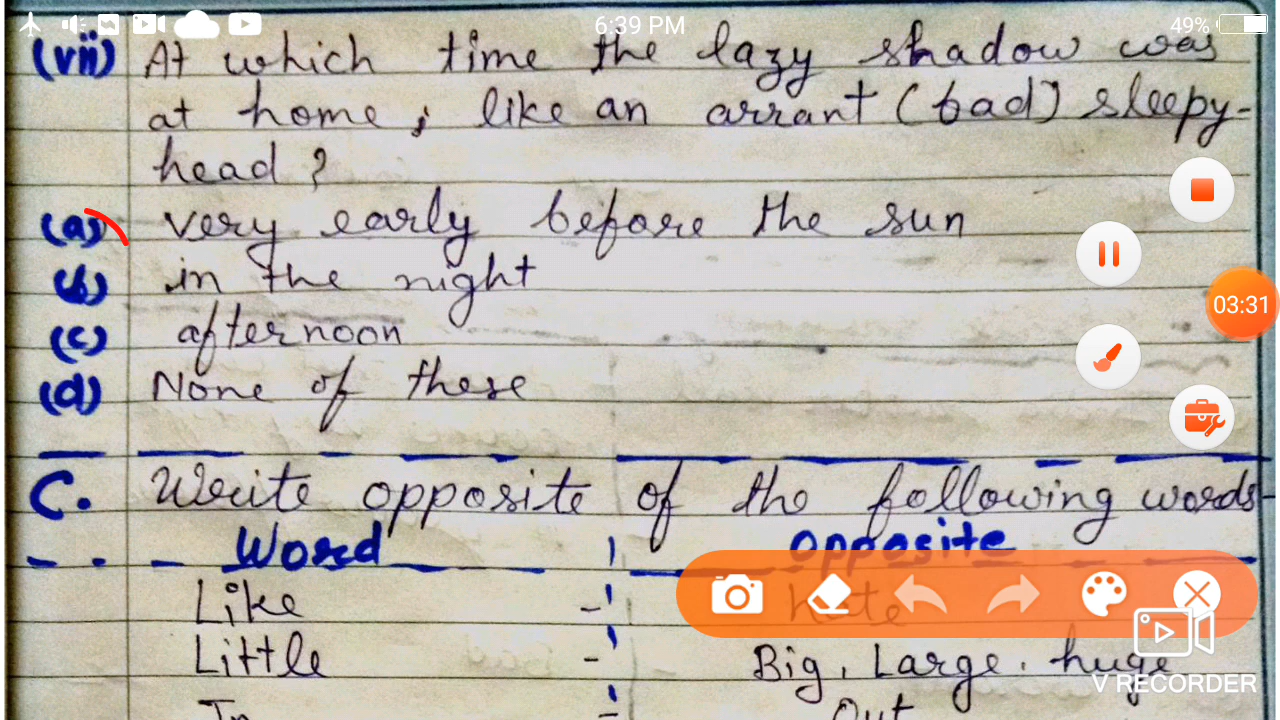 6:39 PM
49%
(vii) At which time the lazy shadow was
at home, like an arrant (bad) sleepy-
head ?
(a) very early before the sun
(b) in the night
(c) afternoon
(d) None of these
03:31
C. Write opposite of the following words-
Word opposite
Like - hate
Little - Big, Large, huge
In - Out
V RECORDER